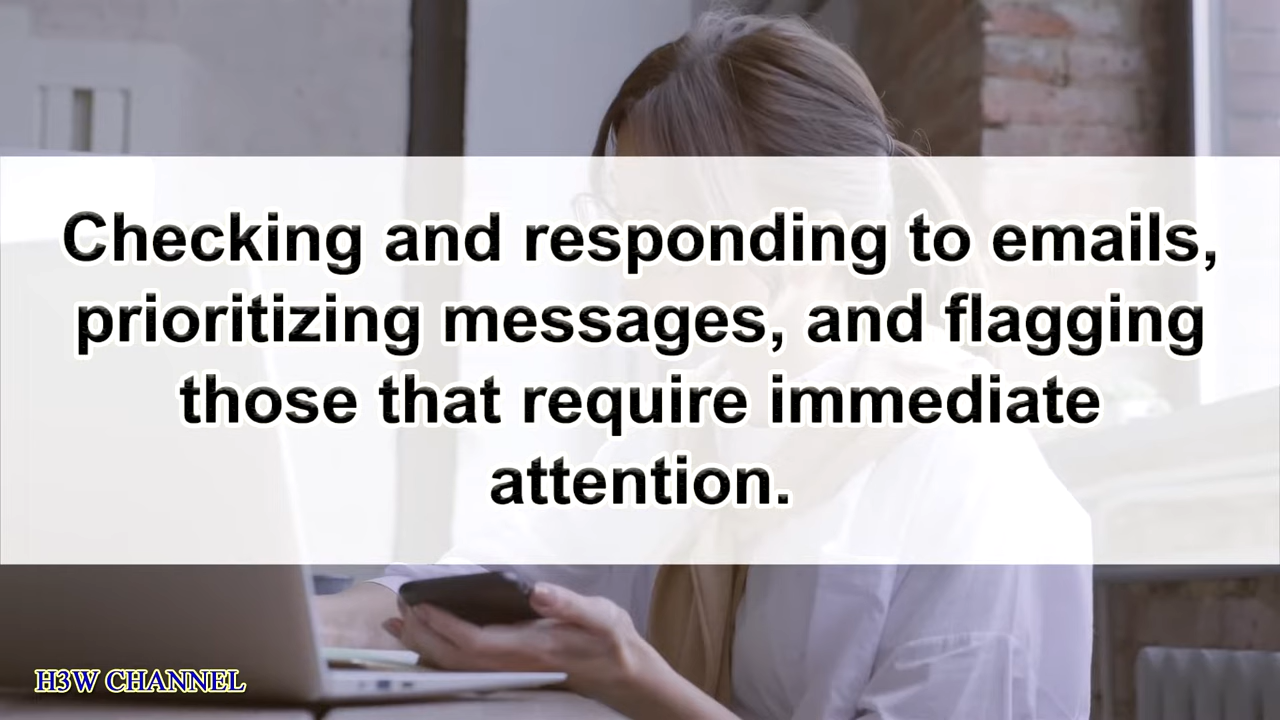 Checking and responding to emails,
prioritizing messages, and flagging
those that require immediate
attention.
H3W CHANNEL